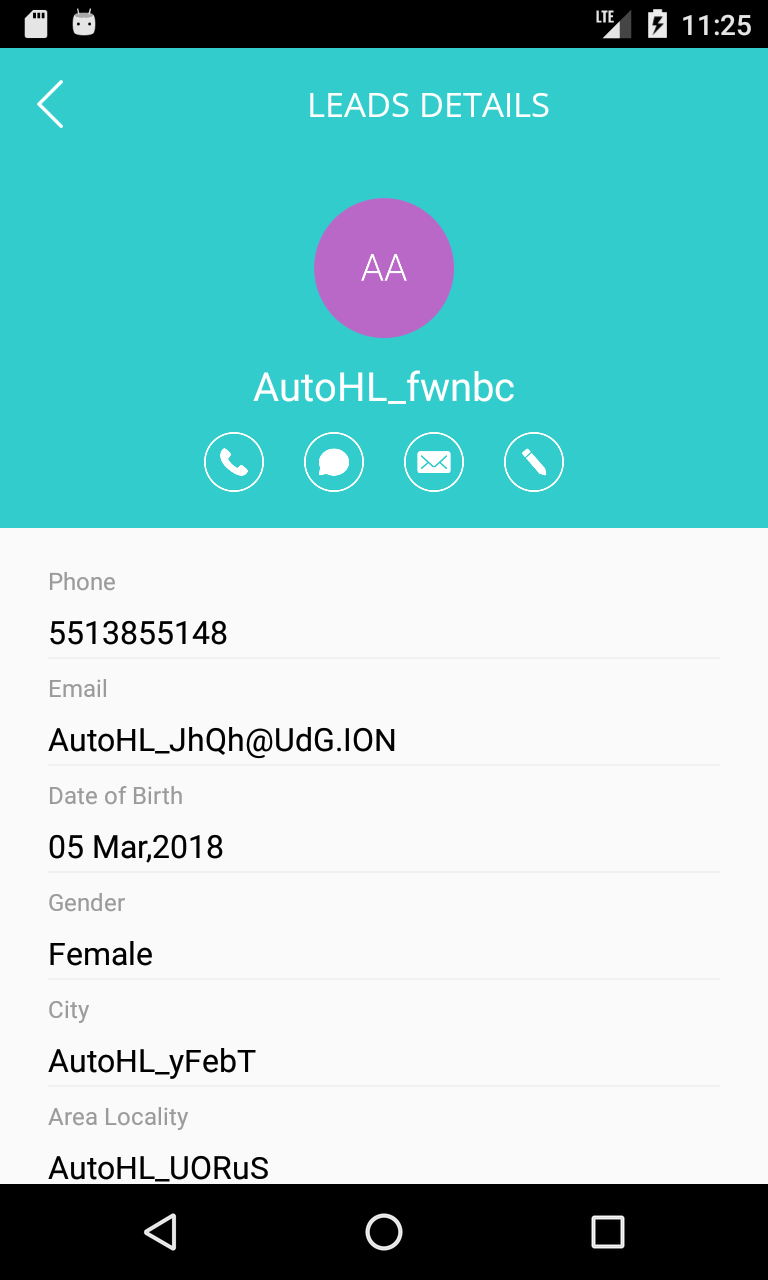 LTE 11:25
LEADS DETAILS
AA
AutoHL_fwnbc
Phone
5513855148
Email
AutoHL_JhQh@UdG.ION
Date of Birth
05 Mar,2018
Gender
Female
City
AutoHL_yFebT
Area Locality
AutoHL_UORuS